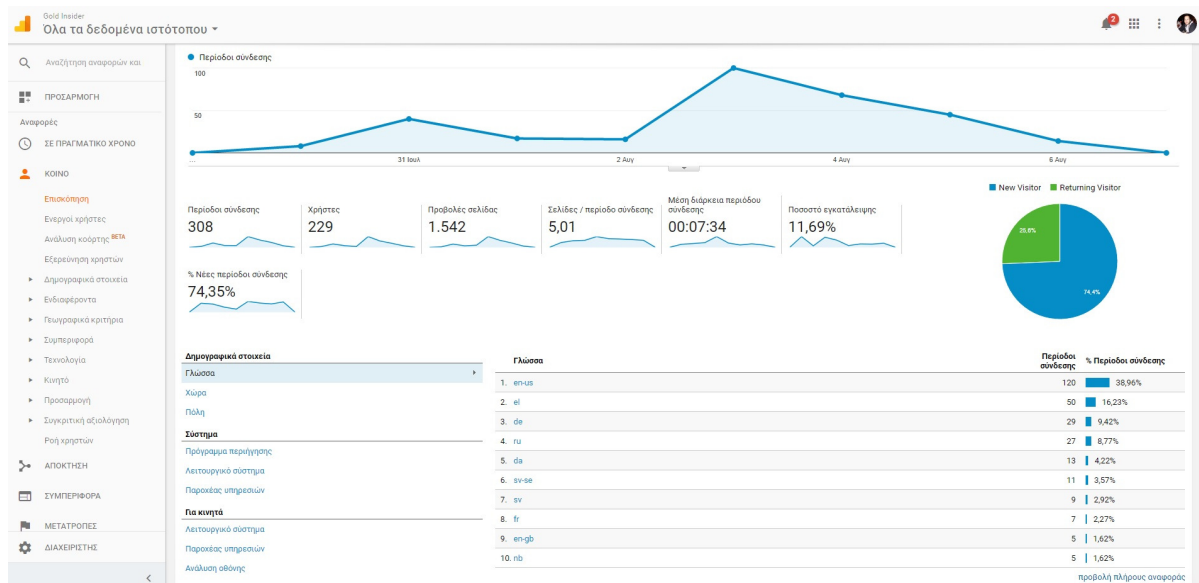 Gold Insider
Όλα τα δεδομένα ιστότοπου
2
Αναζήτηση αναφορών και
ΠΡΟΣΑΡΜΟΓΗ
Αναφορές
ΣΕ ΠΡΑΓΜΑΤΙΚΟ ΧΡΟΝΟ
ΚΟΙΝΟ
Επισκόπηση
Ενεργοί χρήστες
Ανάλυση κοόρτης BETA
Εξερεύνηση χρηστών
Δημογραφικά στοιχεία
Ενδιαφέροντα
Γεωγραφικά κριτήρια
Συμπεριφορά
Τεχνολογία
Κινητό
Προσαρμογή
Συγκριτική αξιολόγηση
Ροή χρηστών
ΑΠΟΚΤΗΣΗ
ΣΥΜΠΕΡΙΦΟΡΑ
ΜΕΤΑΤΡΟΠΕΣ
ΔΙΑΧΕΙΡΙΣΤΗΣ
Περίοδοι σύνδεσης
100
50
... 31 Ιουλ 2 Αυγ 4 Αυγ 6 Αυγ
New Visitor Returning Visitor
25,6%
74,4%
Περίοδοι σύνδεσης
308
Χρήστες
229
Προβολές σελίδας
1.542
Σελίδες / περίοδο σύνδεσης
5,01
Μέση διάρκεια περιόδου
σύνδεσης
00:07:34
Ποσοστό εγκατάλειψης
11,69%
% Νέες περίοδοι σύνδεσης
74,35%
Δημογραφικά στοιχεία
Γλώσσα
Χώρα
Πόλη
Σύστημα
Πρόγραμμα περιήγησης
Λειτουργικό σύστημα
Παροχέας υπηρεσιών
Για κινητά
Λειτουργικό σύστημα
Παροχέας υπηρεσιών
Ανάλυση οθόνης
Γλώσσα Περίοδοι σύνδεσης % Περίοδοι σύνδεσης
1. en-us 120 38,96%
2. el 50 16,23%
3. de 29 9,42%
4. ru 27 8,77%
5. da 13 4,22%
6. sv-se 11 3,57%
7. sv 9 2,92%
8. fr 7 2,27%
9. en-gb 5 1,62%
10. nb 5 1,62%
προβολή πλήρους αναφοράς